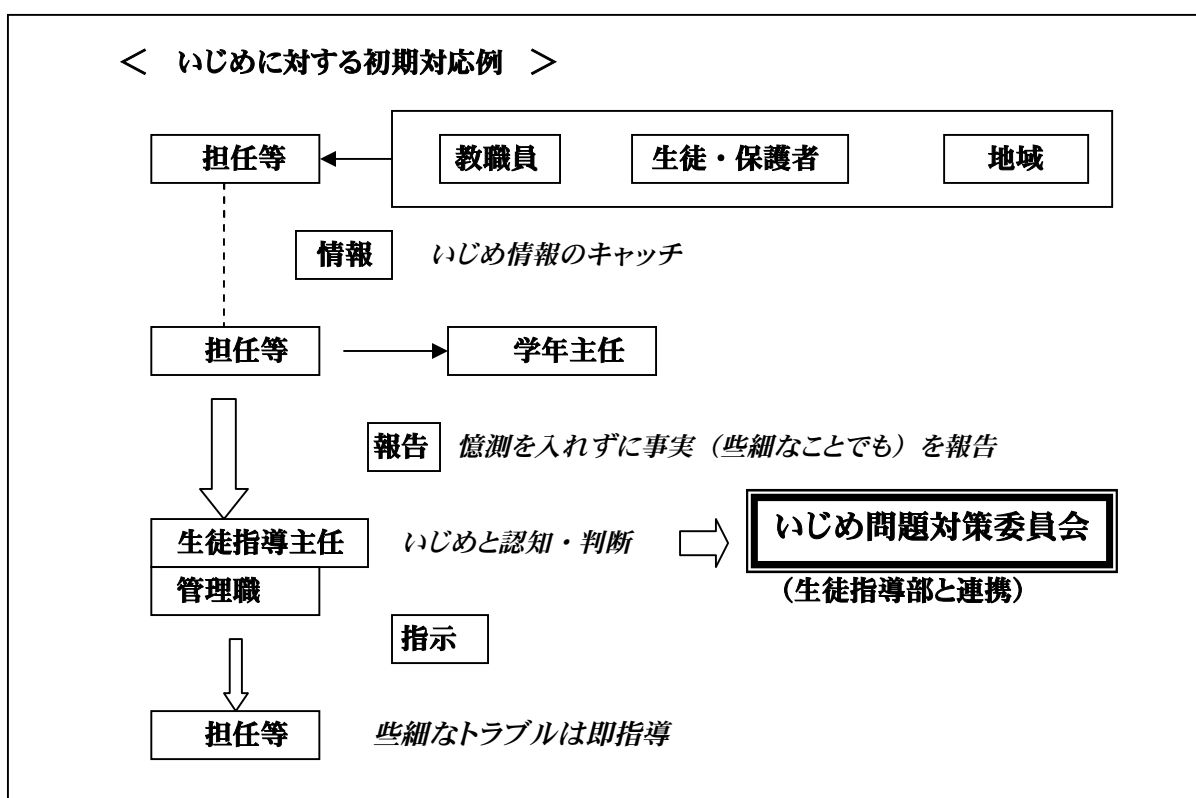 ＜ いじめに対する初期対応例 ＞
担任等 教職員 生徒・保護者 地域
情報 いじめ情報のキャッチ
担任等 学年主任
報告 憶測を入れずに事実（些細なことでも）を報告
生徒指導主任 いじめと認知・判断 いじめ問題対策委員会
管理職 （生徒指導部と連携）
指示
担任等 些細なトラブルは即指導